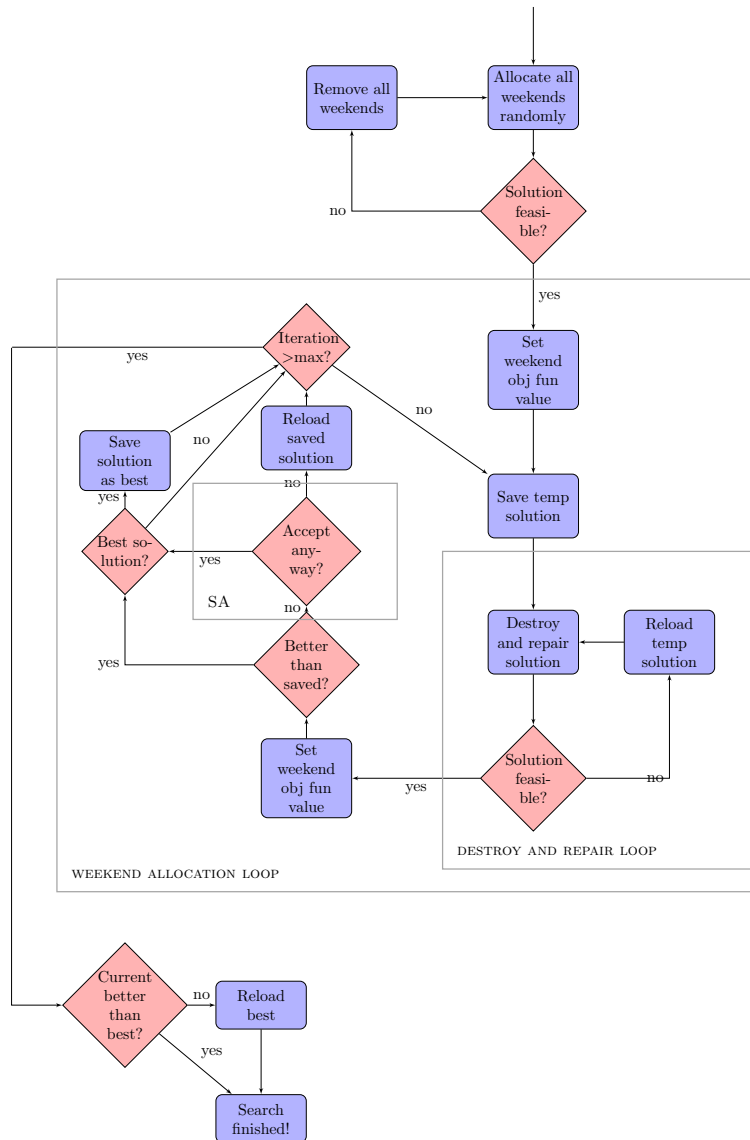 Remove all
weekends
Allocate all
weekends
randomly
Solution
feasi-
ble?
no
yes
Iteration
>max?
yes
Set
weekend
obj fun
value
no
Reload
saved
solution
Save
solution
as best
no
no
yes
Save temp
solution
Best so-
lution?
Accept
any-
way?
yes
SA
no
Better
than
saved?
yes
Destroy
and repair
solution
Reload
temp
solution
Set
weekend
obj fun
value
Solution
feasi-
ble?
yes
no
DESTROY AND REPAIR LOOP
WEEKEND ALLOCATION LOOP
Current
better
than
best?
no
Reload
best
yes
Search
finished!